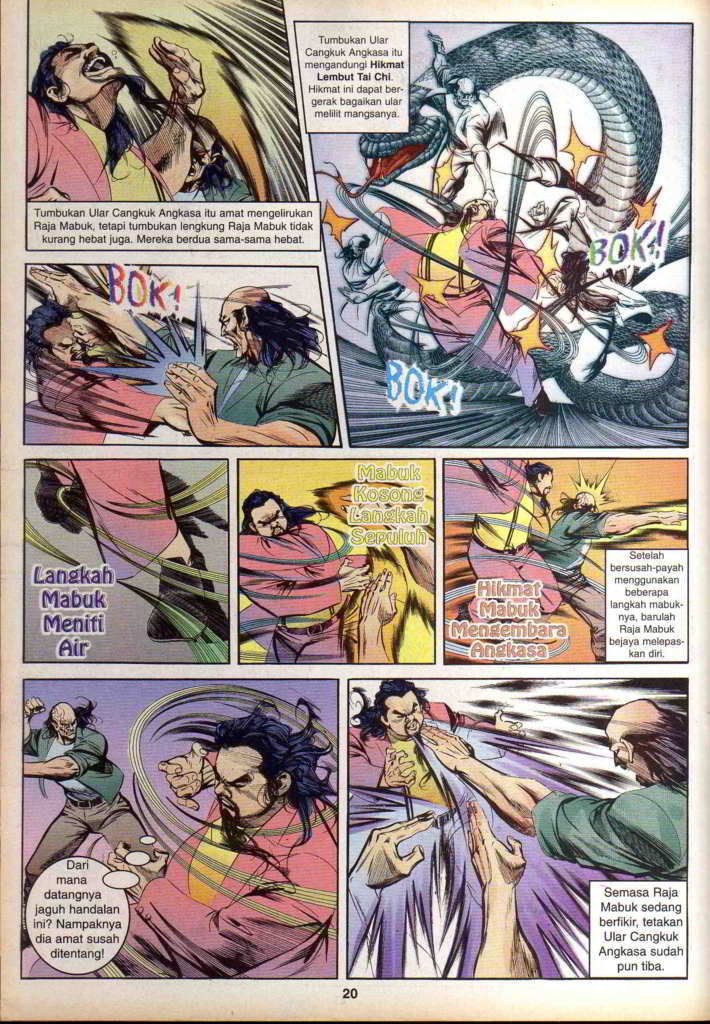 Tumbukan Ular Cangkuk Angkasa itu amat mengelirukan
Raja Mabuk, tetapi tumbukan lengkung Raja Mabuk tidak
kurang hebat juga. Mereka berdua sama-sama hebat.
Tumbukan Ular
Cangkuk Angkasa itu
mengandungi Hikmat
Lembut Tai Chi.
Hikmat ini dapat ber-
gerak bagaikan ular
melilit mangsanya.
BOK!
BOK!
BOK!
Langkah
Mabuk
Meniti
Air
Mabuk
Kosong
Langkah
Sepuluh
Hikmat
Mabuk
Mengembara
Angkasa
Setelah
bersusah-payah
menggunakan
beberapa
langkah mabuk-
nya, barulah
Raja Mabuk
bejaya melepas-
kan diri.
Dari
mana
datangnya
jaguh handalan
ini? Nampaknya
dia amat susah
ditentang!
Semasa Raja
Mabuk sedang
berfikir, tetakan
Ular Cangkuk
Angkasa sudah
pun tiba.
20